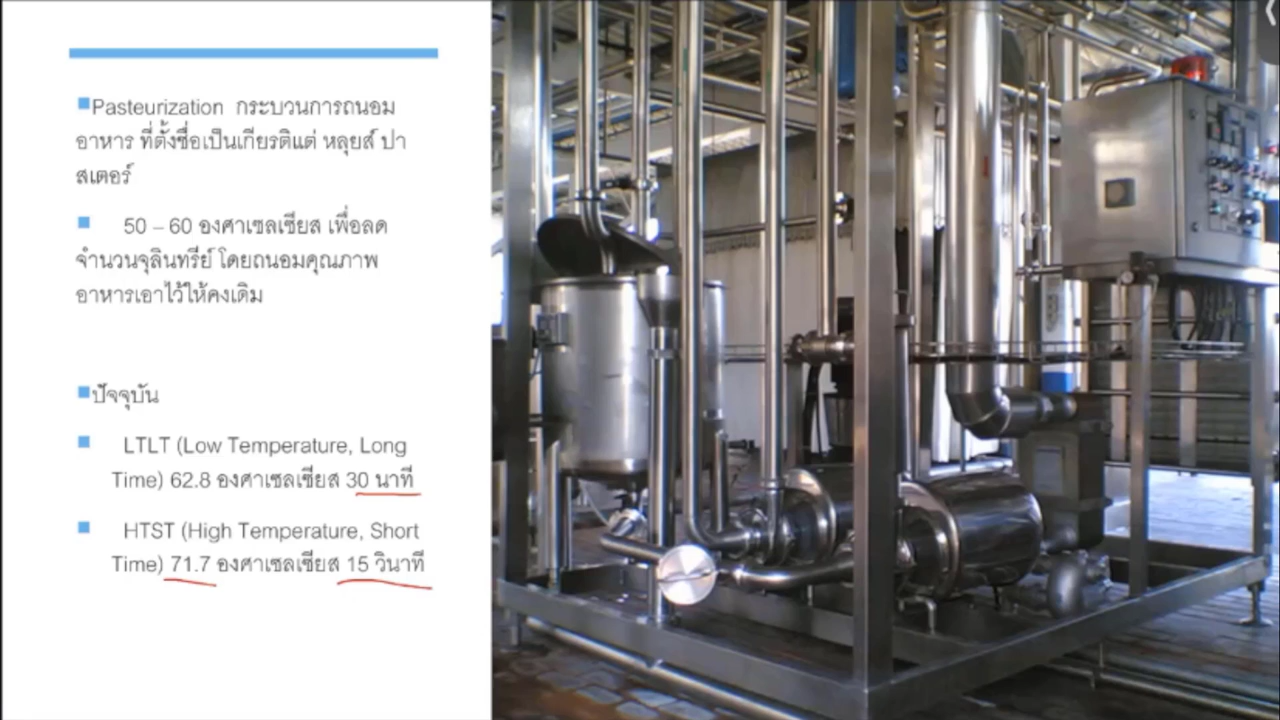 Pasteurization กระบวนการถนอม
อาหาร ที่ตั้งชื่อเป็นเกียรติแต่ หลุยส์ ปา
สเตอร์
50 – 60 องศาเซลเซียส เพื่อลด
จำนวนจุลินทรีย์ โดยถนอมคุณภาพ
อาหารเอาไว้ให้คงเดิม
ปัจจุบัน
LTLT (Low Temperature, Long
Time) 62.8 องศาเซลเซียส 30 นาที
HTST (High Temperature, Short
Time) 71.7 องศาเซลเซียส 15 วินาที